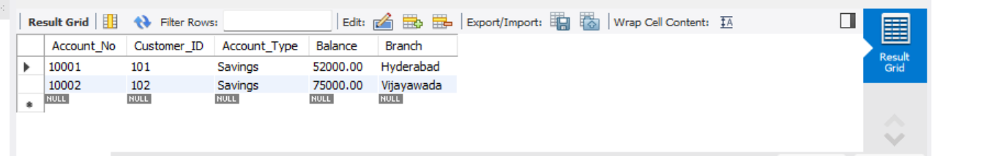 Result Grid Filter Rows: Edit: Export/Import: Wrap Cell Content: IA
Account_No Customer_ID Account_Type Balance Branch
10001 101 Savings 52000.00 Hyderabad
10002 102 Savings 75000.00 Vijayawada
NULL NULL NULL NULL NULL
Result
Grid